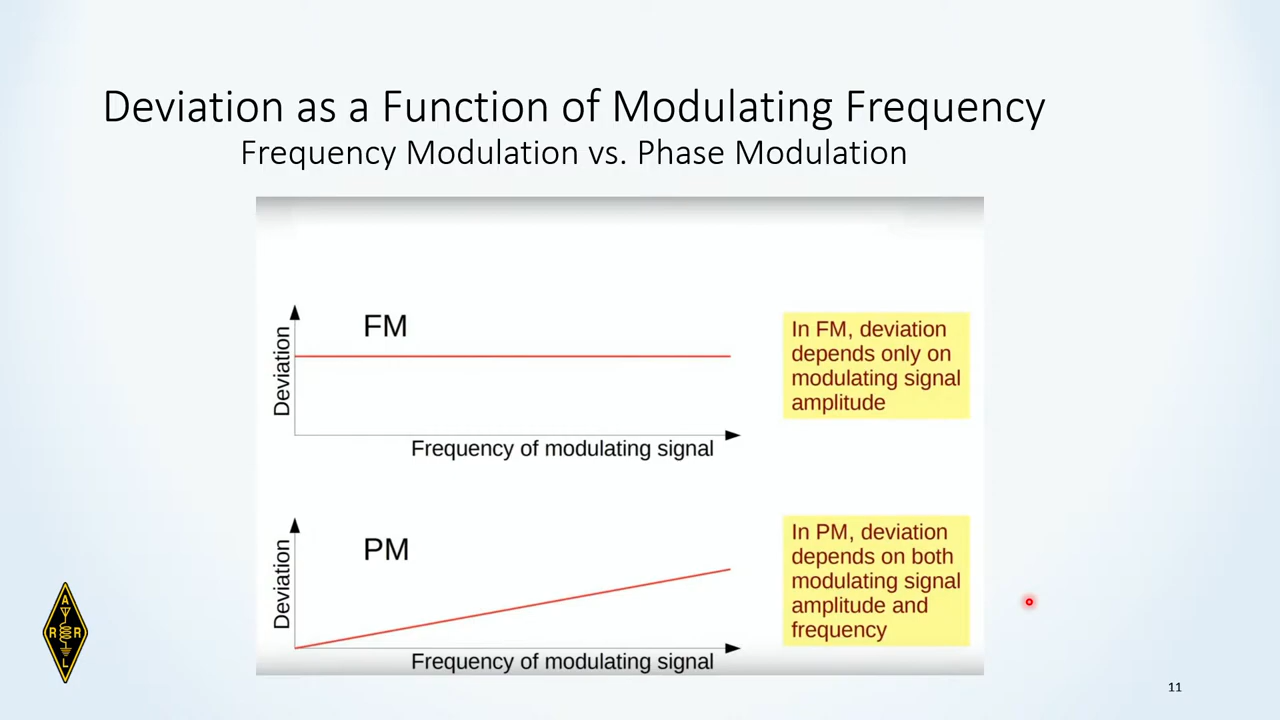 Deviation as a Function of Modulating Frequency
Frequency Modulation vs. Phase Modulation
FM
Deviation
Frequency of modulating signal
In FM, deviation
depends only on
modulating signal
amplitude
PM
Deviation
Frequency of modulating signal
In PM, deviation
depends on both
modulating signal
amplitude and
frequency
A
R R
L
11